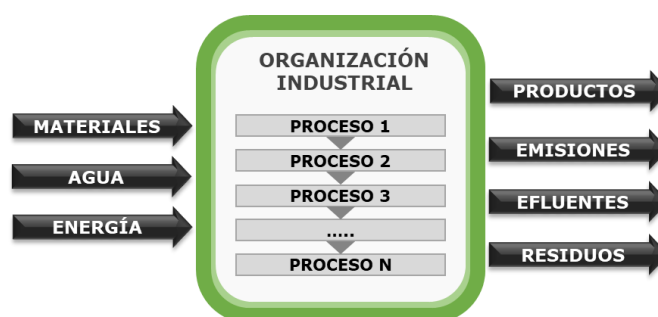 MATERIALES
AGUA
ENERGÍA
ORGANIZACIÓN
INDUSTRIAL
PROCESO 1
PROCESO 2
PROCESO 3
.....
PROCESO N
PRODUCTOS
EMISIONES
EFLUENTES
RESIDUOS